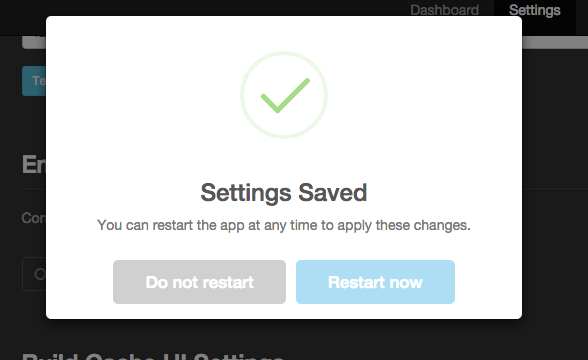 Dashboard Settings
Settings Saved
You can restart the app at any time to apply these changes.
Do not restart Restart now